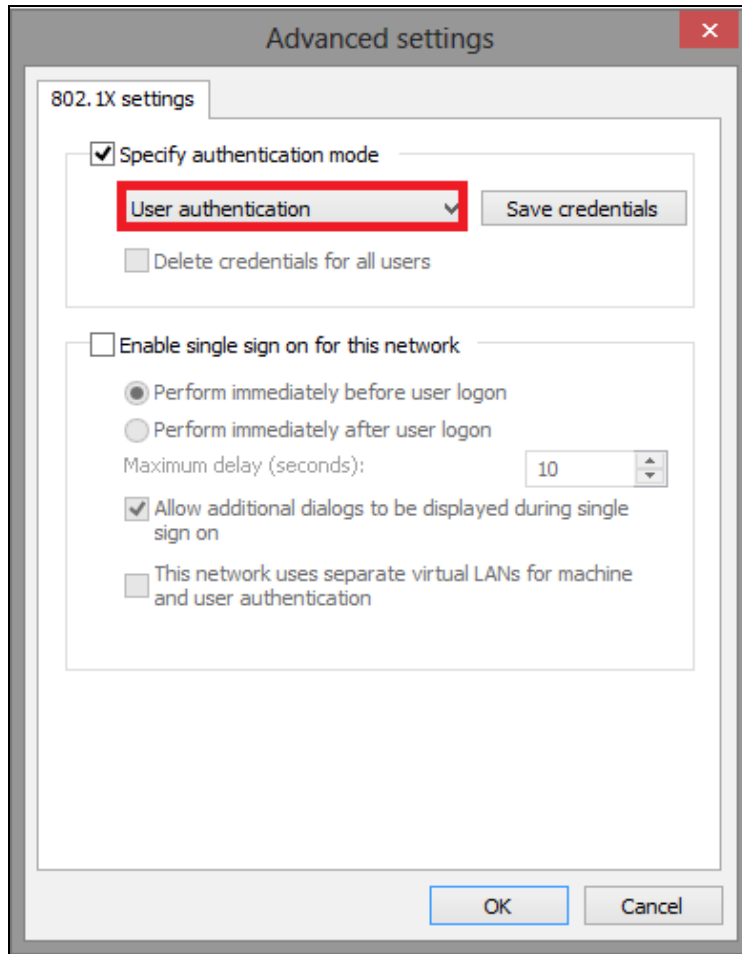 Advanced settings
802.1X settings
Specify authentication mode
User authentication
Save credentials
Delete credentials for all users
Enable single sign on for this network
Perform immediately before user logon
Perform immediately after user logon
Maximum delay (seconds):
10
Allow additional dialogs to be displayed during single
sign on
This network uses separate virtual LANs for machine
and user authentication
OK
Cancel